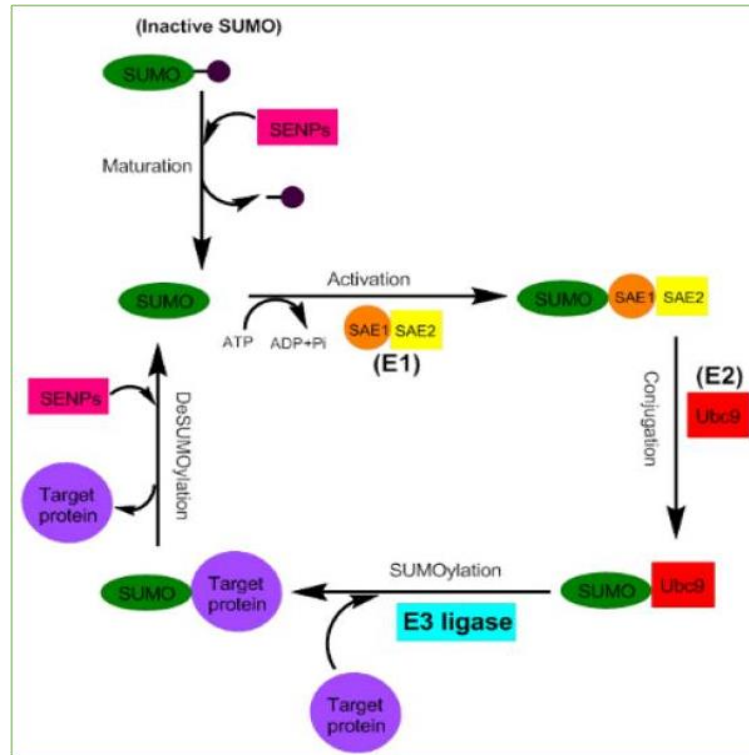 (Inactive SUMO)
SUMO
SENPs
Maturation
SUMO
Activation
ATP
ADP+Pi
SAE1
SAE2
(E1)
SUMO
SAE1
SAE2
Conjugation
(E2)
Ubc9
SUMO
Ubc9
SUMOylation
E3 ligase
Target
protein
SUMO
Target
protein
DeSUMOylation
SENPs
Target
protein